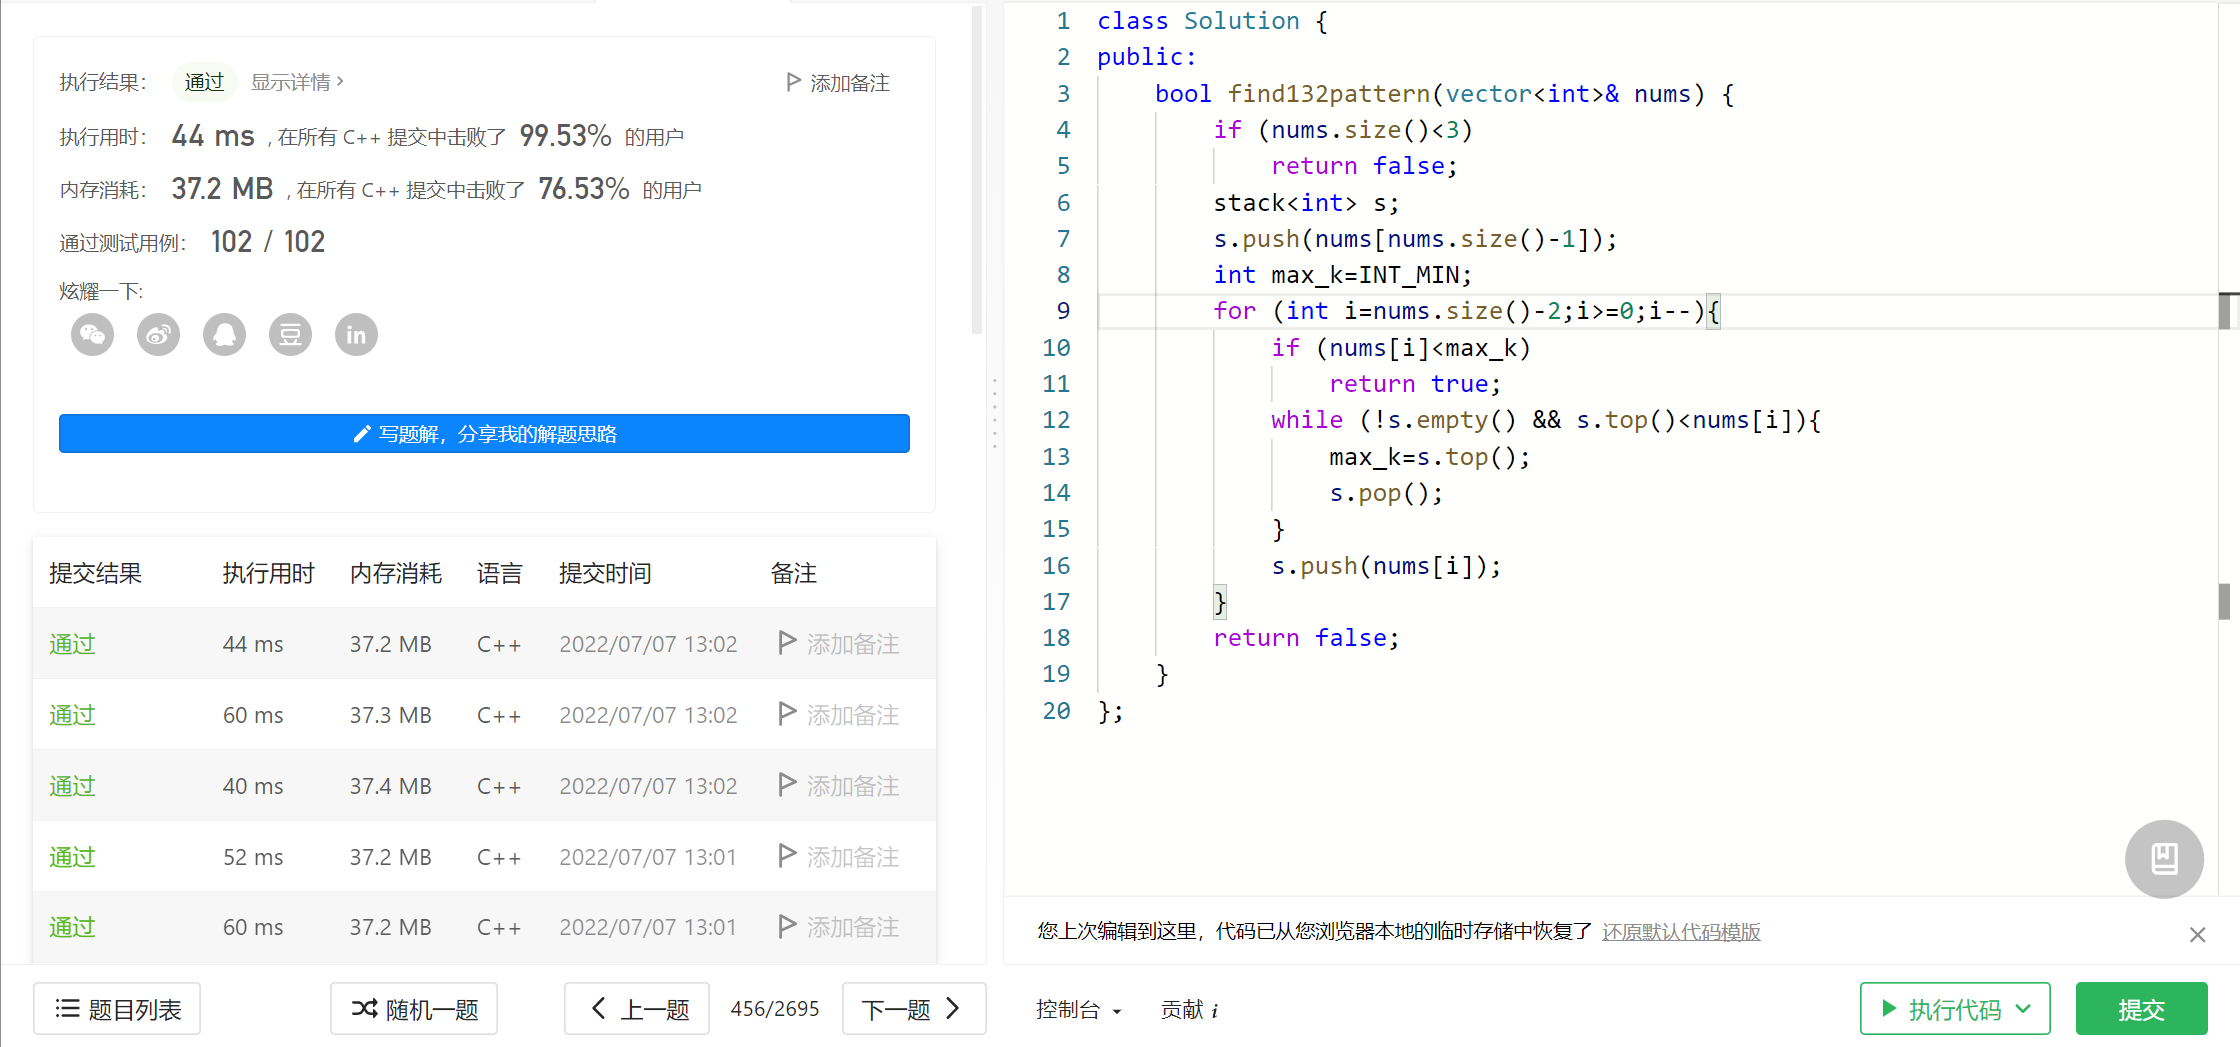 执行结果： 通过 显示详情 › 添加备注
执行用时： 44 ms , 在所有 C++ 提交中击败了 99.53% 的用户
内存消耗： 37.2 MB , 在所有 C++ 提交中击败了 76.53% 的用户
通过测试用例： 102 / 102
炫耀一下:
豆 in
写题解，分享我的解题思路
提交结果 执行用时 内存消耗 语言 提交时间 备注
通过 44 ms 37.2 MB C++ 2022/07/07 13:02 添加备注
通过 60 ms 37.3 MB C++ 2022/07/07 13:02 添加备注
通过 40 ms 37.4 MB C++ 2022/07/07 13:02 添加备注
通过 52 ms 37.2 MB C++ 2022/07/07 13:01 添加备注
通过 60 ms 37.2 MB C++ 2022/07/07 13:01 添加备注
题目列表 随机一题 上一题 456/2695 下一题
1 class Solution {
2 public:
3     bool find132pattern(vector<int>& nums) {
4         if (nums.size()<3)
5             return false;
6         stack<int> s;
7         s.push(nums[nums.size()-1]);
8         int max_k=INT_MIN;
9         for (int i=nums.size()-2;i>=0;i--){
10             if (nums[i]<max_k)
11                 return true;
12             while (!s.empty() && s.top()<nums[i]){
13                 max_k=s.top();
14                 s.pop();
15             }
16             s.push(nums[i]);
17         }
18         return false;
19     }
20 };
您上次编辑到这里，代码已从您浏览器本地的临时存储中恢复了 还原默认代码模版
控制台 贡献 i 执行代码 提交